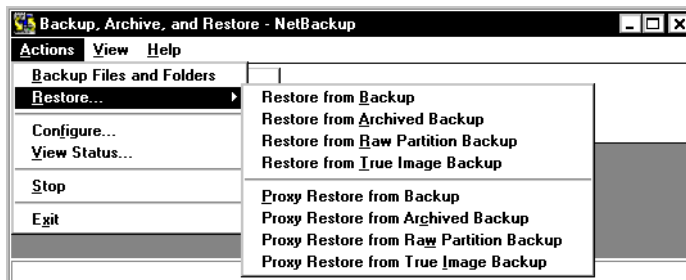 Backup, Archive, and Restore - NetBackup
Actions View Help
Backup Files and Folders
Restore...
Configure...
View Status...
Stop
Exit
Restore from Backup
Restore from Archived Backup
Restore from Raw Partition Backup
Restore from True Image Backup
Proxy Restore from Backup
Proxy Restore from Archived Backup
Proxy Restore from Raw Partition Backup
Proxy Restore from True Image Backup